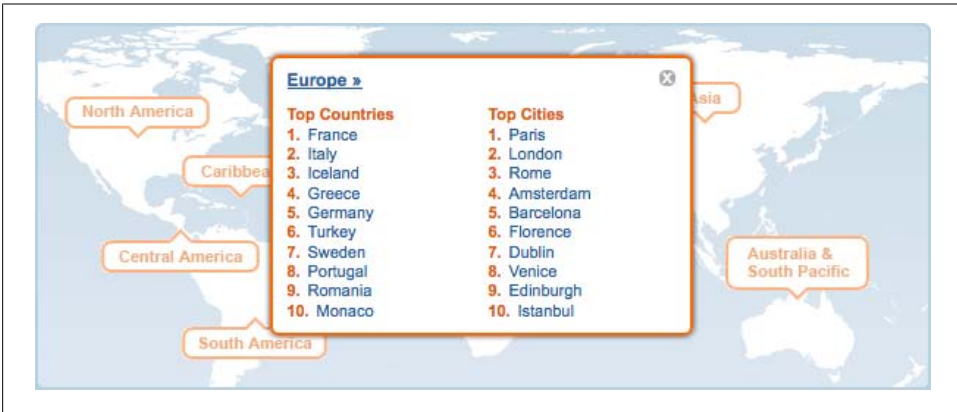 North America
Caribbea
Central America
South America
Europe »
Top Countries
1. France
2. Italy
3. Iceland
4. Greece
5. Germany
6. Turkey
7. Sweden
8. Portugal
9. Romania
10. Monaco
Top Cities
1. Paris
2. London
3. Rome
4. Amsterdam
5. Barcelona
6. Florence
7. Dublin
8. Venice
9. Edinburgh
10. Istanbul
Asia
Australia &
South Pacific